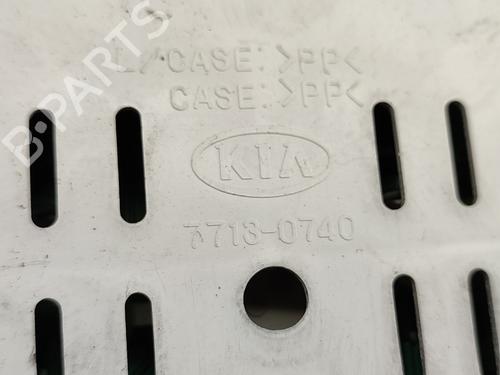 L/CASE: >PP<
CASE: >PP<
KIA
7713-0740
B-PARTS